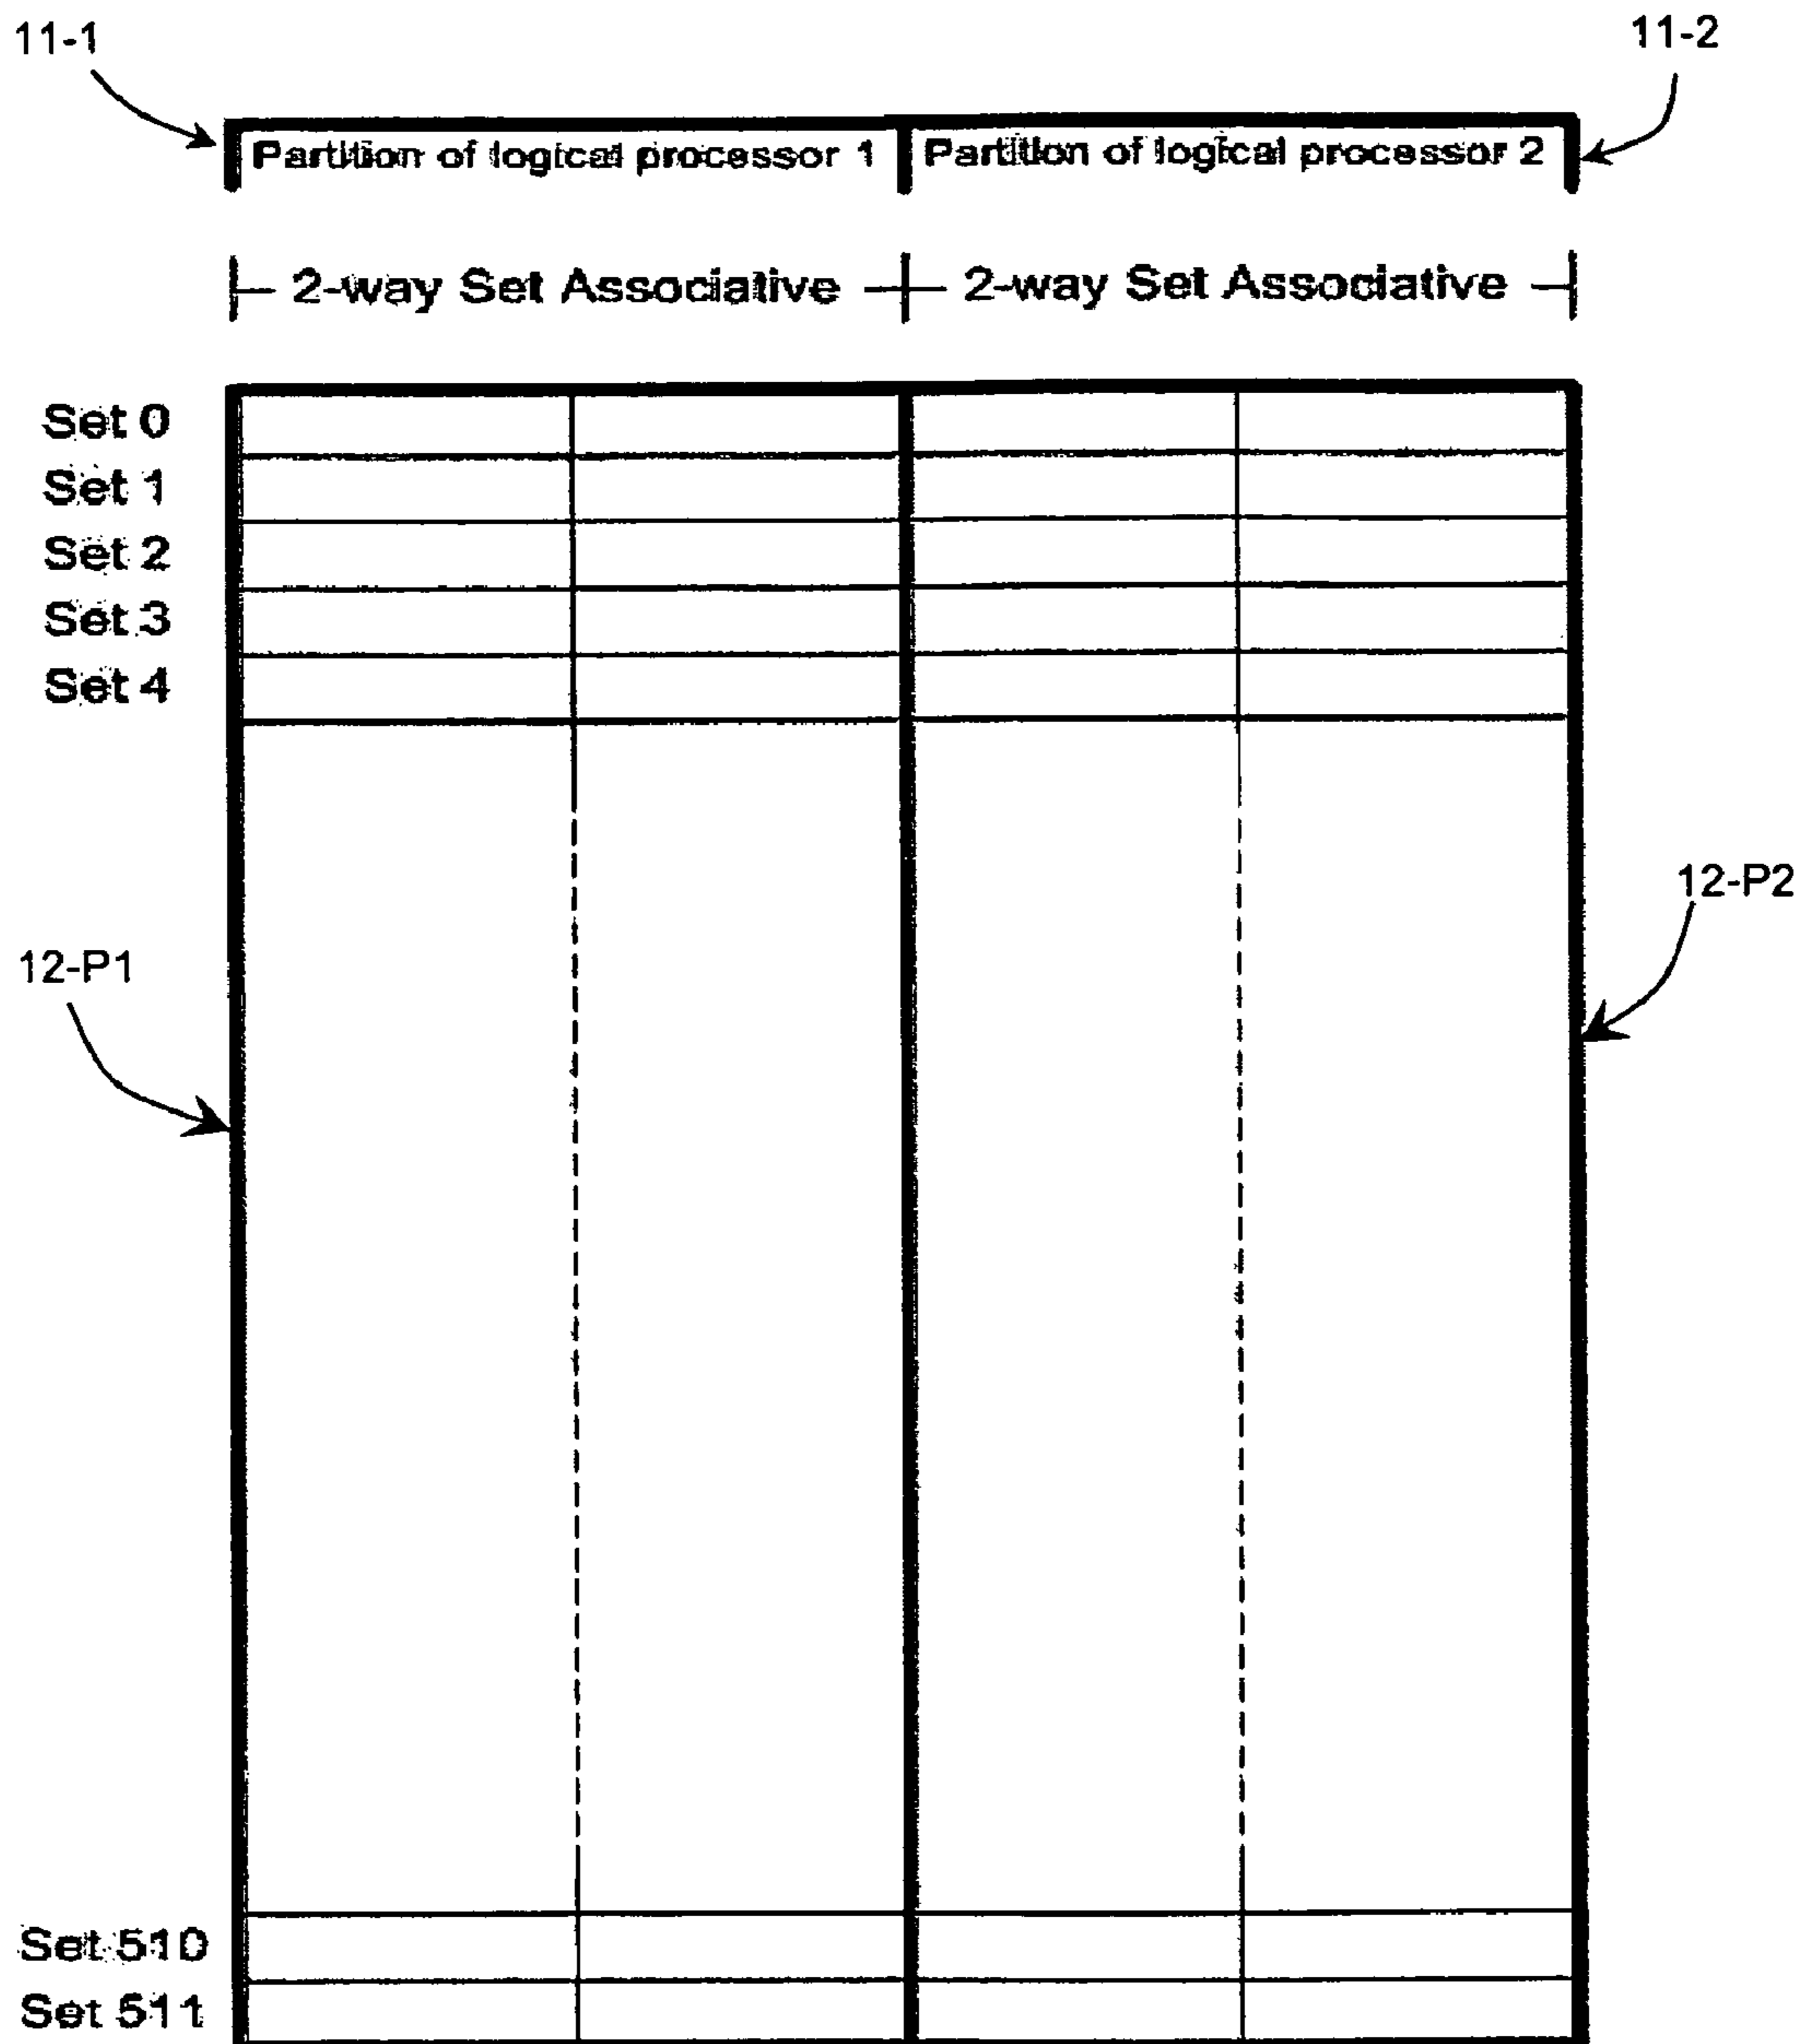 11-1
11-2
Partition of logical processor 1
Partition of logical processor 2
2-way Set Associative
2-way Set Associative
Set 0
Set 1
Set 2
Set 3
Set 4
12-P2
12-P1
Set 510
Set 511